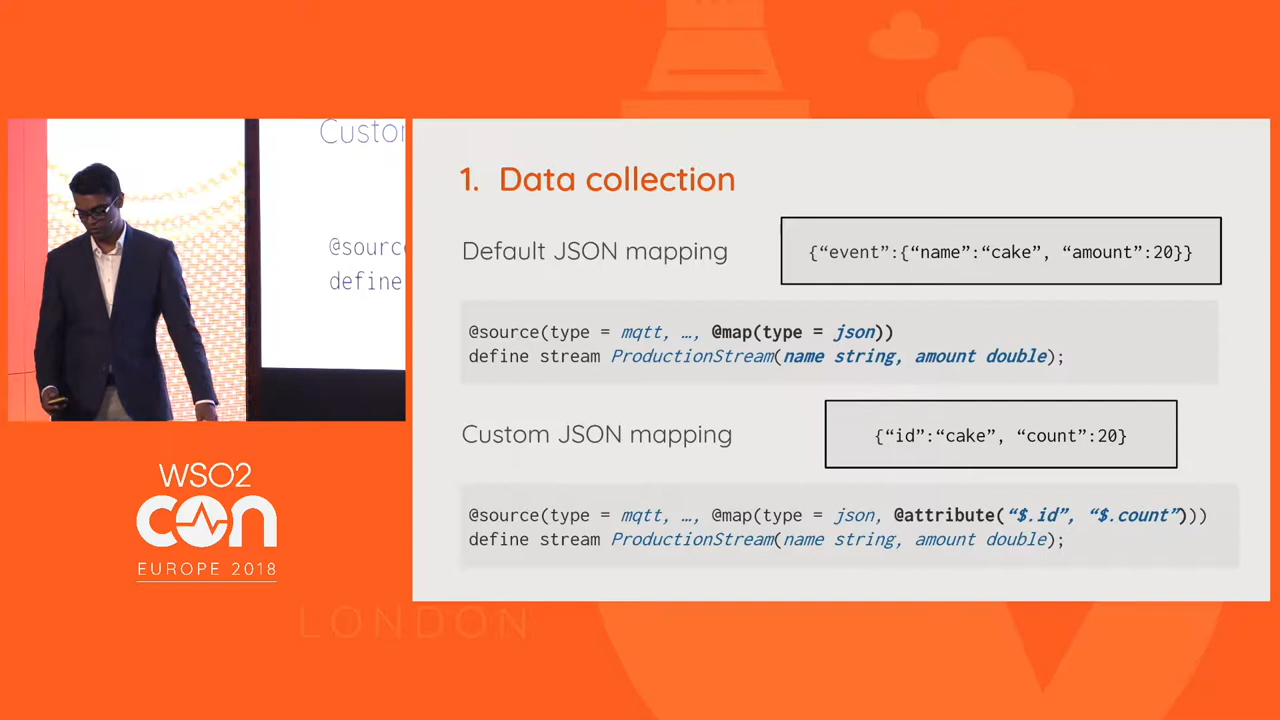 Custo
@source
define
WSO2
CON
EUROPE 2018
LONDON
1. Data collection
Default JSON mapping
{“event”:{“name”:“cake”, “amount”:20}}
@source(type = mqtt, …, @map(type = json))
define stream ProductionStream(name string, amount double);
Custom JSON mapping
{“id”:“cake”, “count”:20}
@source(type = mqtt, …, @map(type = json, @attribute(“$.id”, “$.count”)))
define stream ProductionStream(name string, amount double);